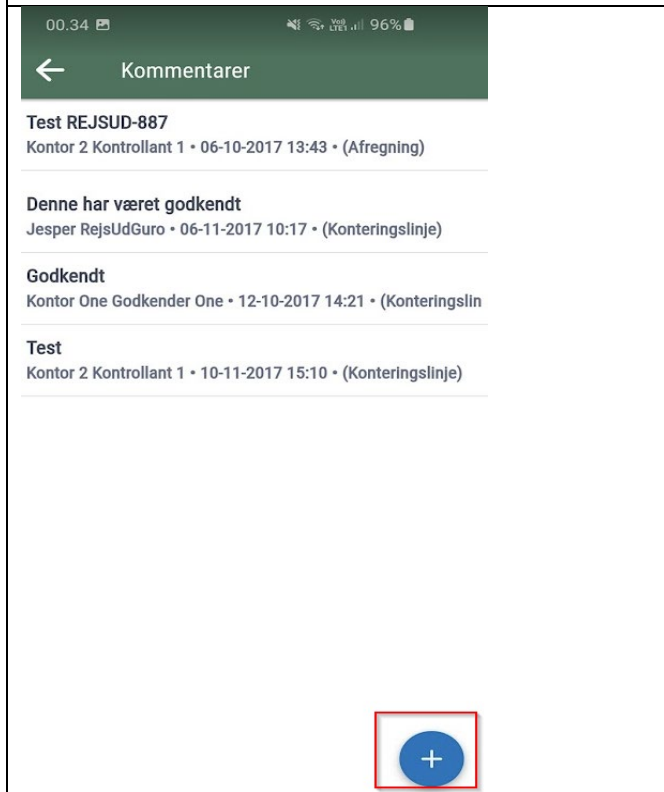 00.34 96%
Kommentarer
Test REJSUD-887
Kontor 2 Kontrollant 1 • 06-10-2017 13:43 • (Afregning)
Denne har været godkendt
Jesper RejsUdGuro • 06-11-2017 10:17 • (Konteringslinje)
Godkendt
Kontor One Godkender One • 12-10-2017 14:21 • (Konteringslin
Test
Kontor 2 Kontrollant 1 • 10-11-2017 15:10 • (Konteringslinje)
+